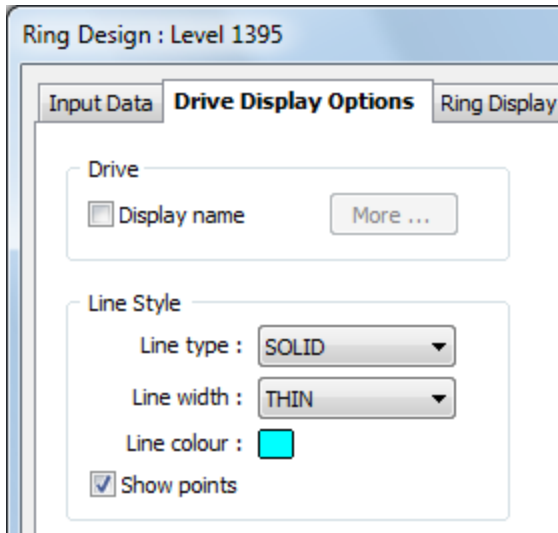 Ring Design : Level 1395
Input Data Drive Display Options Ring Display
Drive
Display name More ...
Line Style
Line type : SOLID
Line width : THIN
Line colour :
Show points